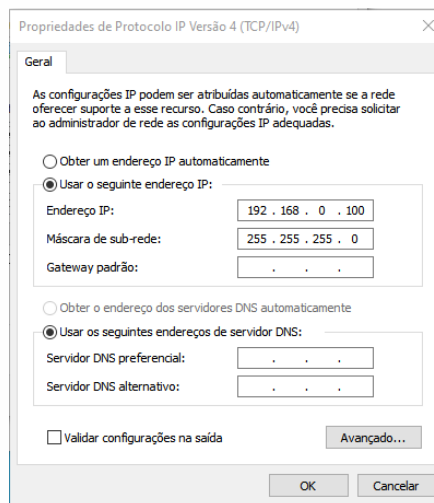 Propriedades de Protocolo IP Versão 4 (TCP/IPv4)
Geral
As configurações IP podem ser atribuídas automaticamente se a rede
oferecer suporte a esse recurso. Caso contrário, você precisa solicitar
ao administrador de rede as configurações IP adequadas.
Obter um endereço IP automaticamente
Usar o seguinte endereço IP:
Endereço IP: 192 . 168 . 0 . 100
Máscara de sub-rede: 255 . 255 . 255 . 0
Gateway padrão: . . .
Obter o endereço dos servidores DNS automaticamente
Usar os seguintes endereços de servidor DNS:
Servidor DNS preferencial: . . .
Servidor DNS alternativo: . . .
Validar configurações na saída Avançado...
OK Cancelar